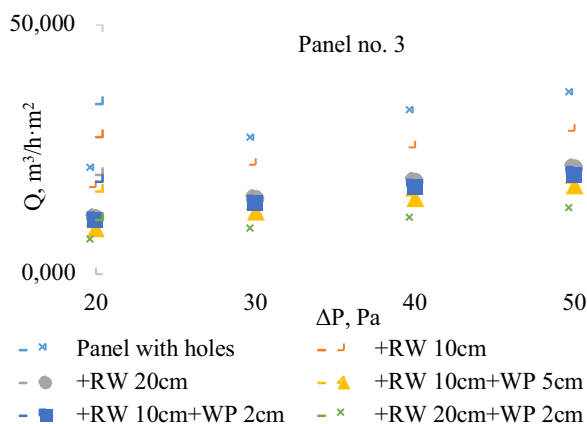 50,000
Panel no. 3
Q, m³/h·m²
0,000
20 30 40 50
ΔP, Pa
Panel with holes +RW 10cm
+RW 20cm +RW 10cm+WP 5cm
+RW 10cm+WP 2cm +RW 20cm+WP 2cm